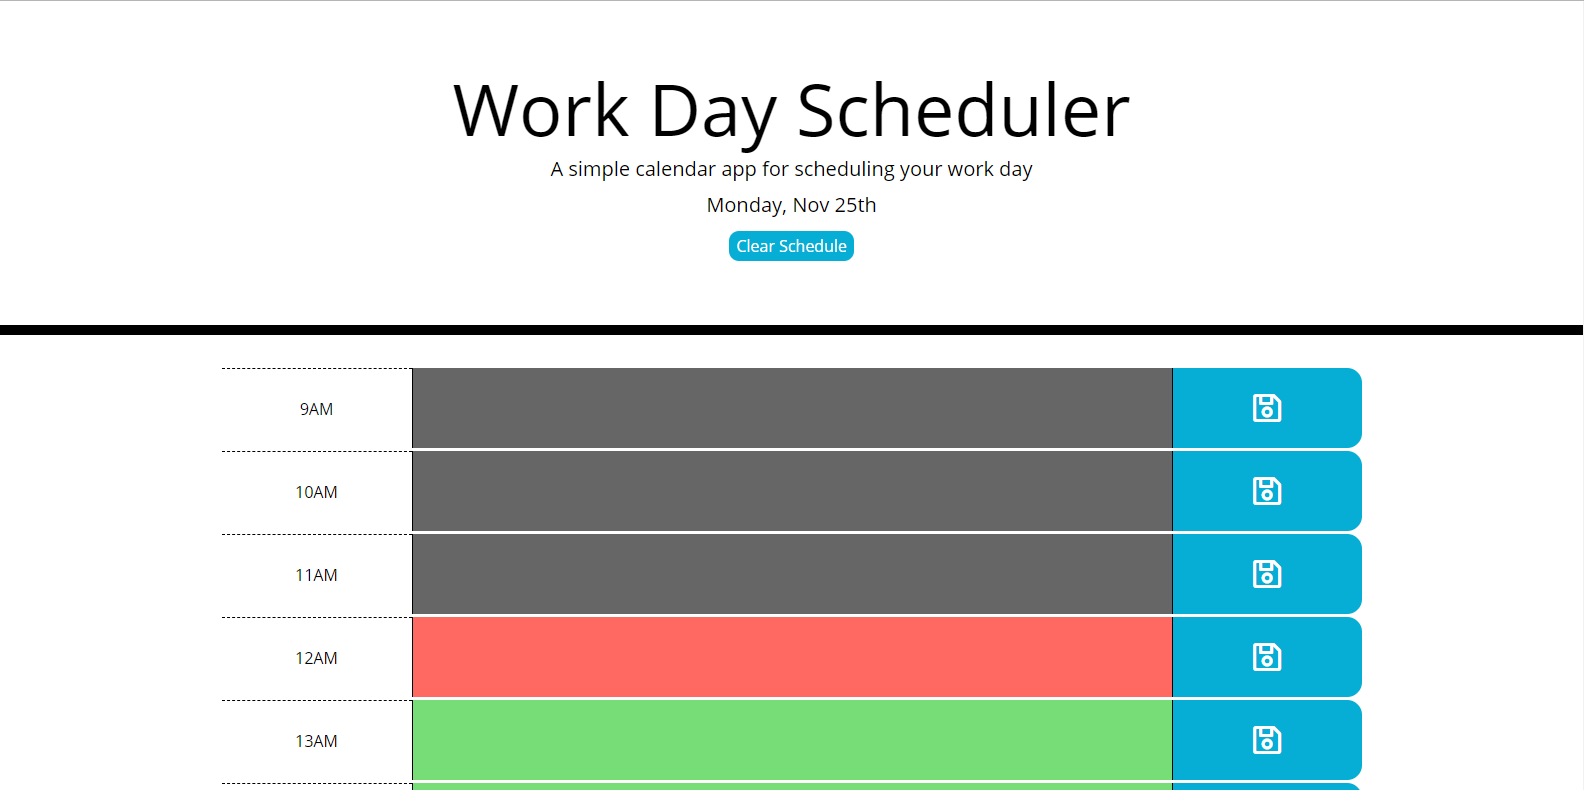 Work Day Scheduler
A simple calendar app for scheduling your work day
Monday, Nov 25th
Clear Schedule
9AM
10AM
11AM
12AM
13AM